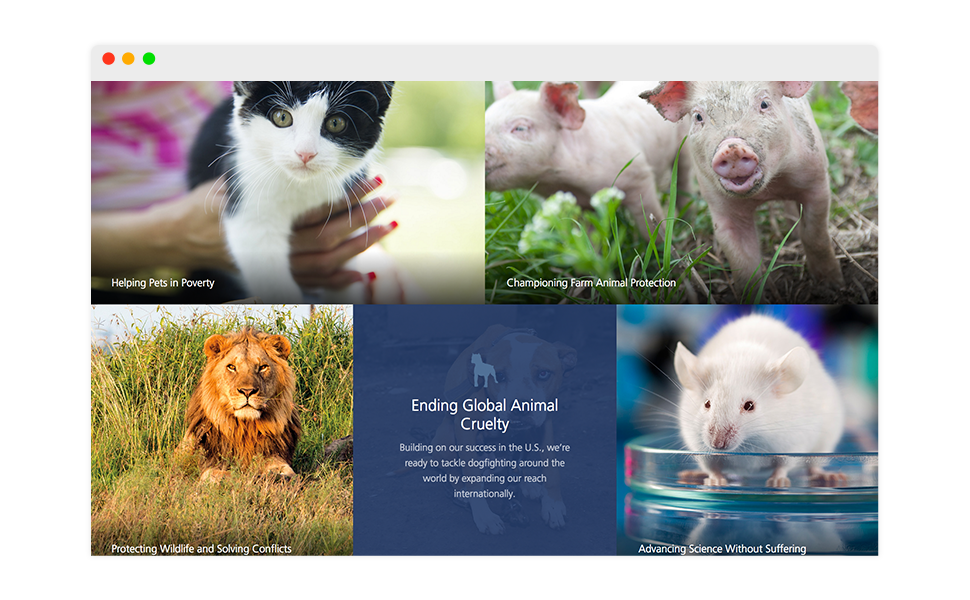 Helping Pets in Poverty
Championing Farm Animal Protection
Protecting Wildlife and Solving Conflicts
Ending Global Animal
Cruelty
Building on our success in the U.S., we're
ready to tackle dogfighting around the
world by expanding our reach
internationally.
Advancing Science Without Suffering